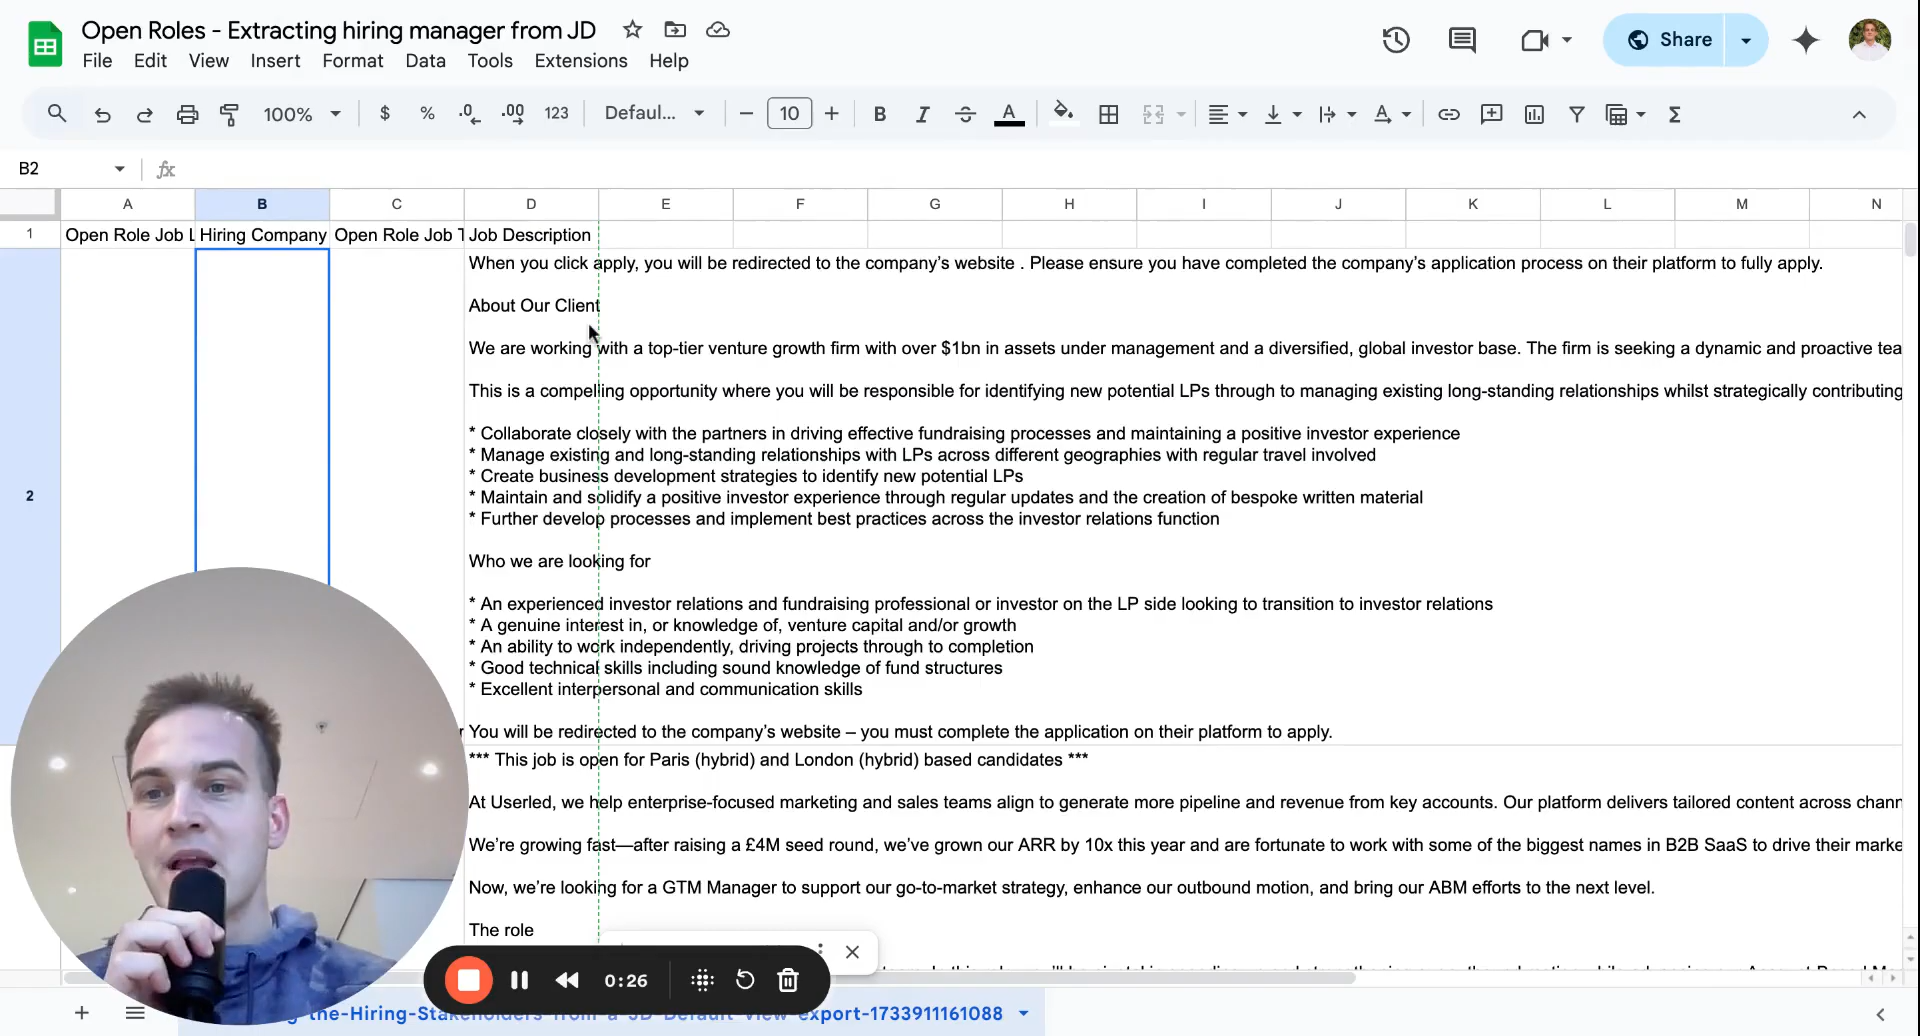 Open Roles - Extracting hiring manager from JD
File Edit View Insert Format Data Tools Extensions Help
Share
100% $ % .0 .00 123 Defaul... 10 B I S A A Σ
B2 fx
A B C D E F G H I J K L M N
1 Open Role Job L Hiring Company Open Role Job T Job Description
When you click apply, you will be redirected to the company’s website . Please ensure you have completed the company’s application process on their platform to fully apply.
About Our Client
We are working with a top-tier venture growth firm with over $1bn in assets under management and a diversified, global investor base. The firm is seeking a dynamic and proactive tea
This is a compelling opportunity where you will be responsible for identifying new potential LPs through to managing existing long-standing relationships whilst strategically contributing
* Collaborate closely with the partners in driving effective fundraising processes and maintaining a positive investor experience
* Manage existing and long-standing relationships with LPs across different geographies with regular travel involved
* Create business development strategies to identify new potential LPs
2
* Maintain and solidify a positive investor experience through regular updates and the creation of bespoke written material
* Further develop processes and implement best practices across the investor relations function
Who we are looking for
* An experienced investor relations and fundraising professional or investor on the LP side looking to transition to investor relations
* A genuine interest in, or knowledge of, venture capital and/or growth
* An ability to work independently, driving projects through to completion
* Good technical skills including sound knowledge of fund structures
* Excellent interpersonal and communication skills
You will be redirected to the company’s website – you must complete the application on their platform to apply.
*** This job is open for Paris (hybrid) and London (hybrid) based candidates ***
At Userled, we help enterprise-focused marketing and sales teams align to generate more pipeline and revenue from key accounts. Our platform delivers tailored content across chann
We’re growing fast—after raising a £4M seed round, we’ve grown our ARR by 10x this year and are fortunate to work with some of the biggest names in B2B SaaS to drive their marke
Now, we’re looking for a GTM Manager to support our go-to-market strategy, enhance our outbound motion, and bring our ABM efforts to the next level.
The role
0:26
the-Hiring-Stakeholders from a JD Default view export-1733911161088